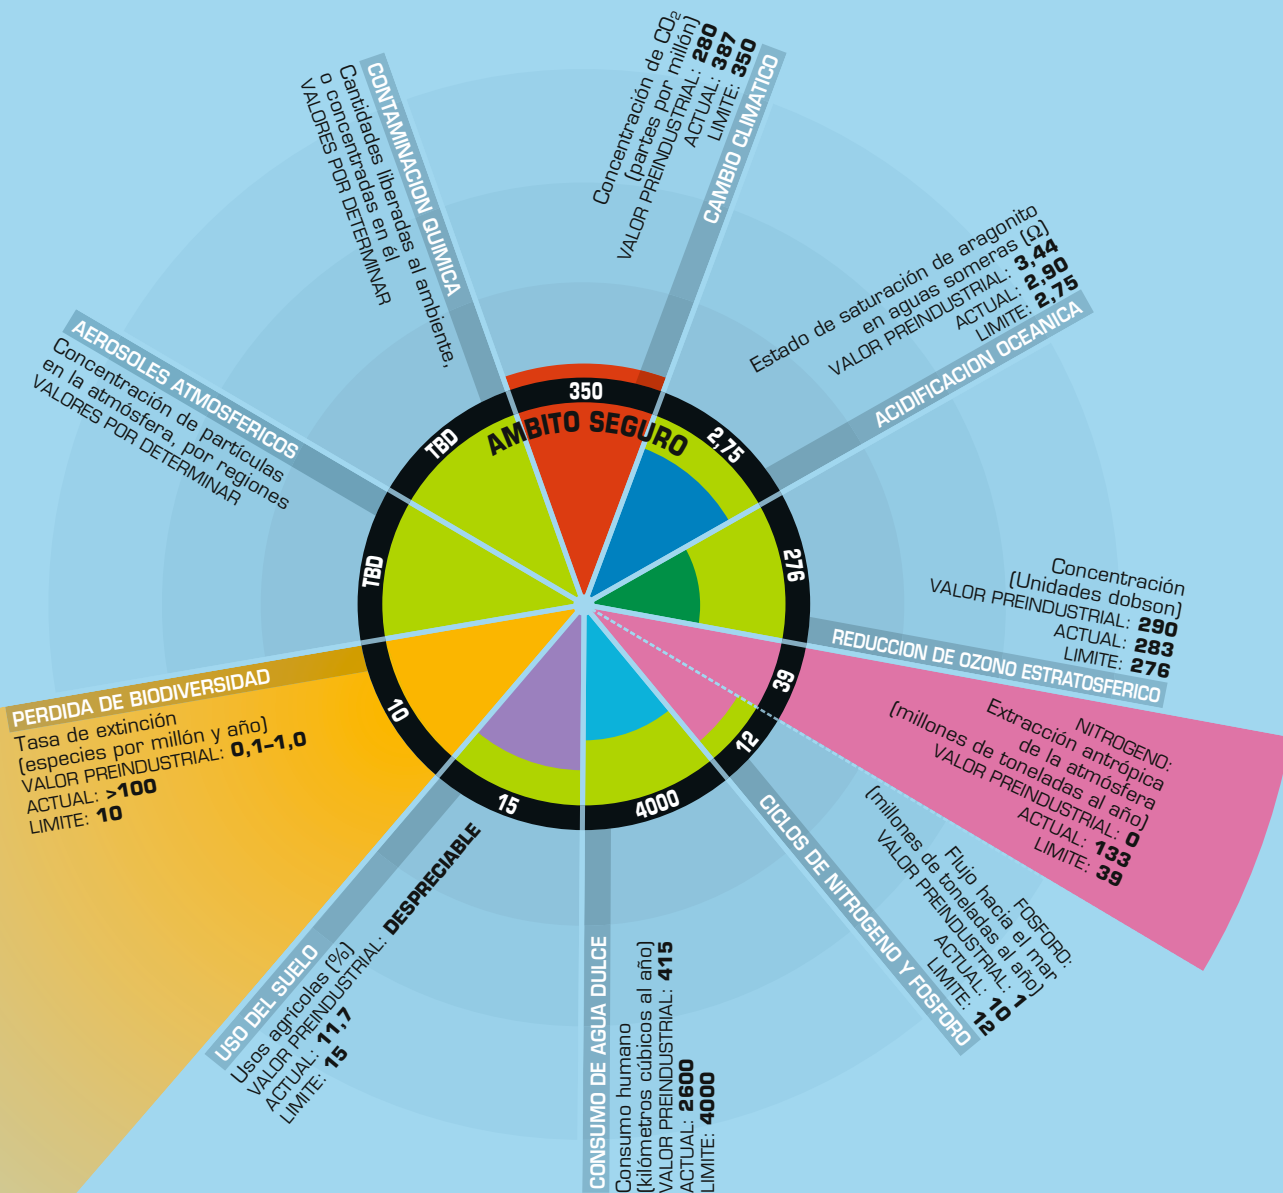 CONTAMINACION QUIMICA
Cantidades liberadas al ambiente,
o concentradas en él
VALORES POR DETERMINAR
Concentración de CO₂
(partes por millón)
VALOR PREINDUSTRIAL: 280
ACTUAL: 387
LIMITE: 350
CAMBIO CLIMATICO
Estado de saturación de aragonito
en aguas someras (Ω)
VALOR PREINDUSTRIAL: 3,44
ACTUAL: 2,90
LIMITE: 2,75
ACIDIFICACION OCEANICA
Concentración
(Unidades dobson)
VALOR PREINDUSTRIAL: 290
ACTUAL: 283
LIMITE: 276
REDUCCION DE OZONO ESTRATOSFERICO
NITROGENO:
Extracción antrópica
de la atmósfera
(millones de toneladas al año)
VALOR PREINDUSTRIAL: 0
ACTUAL: 133
LIMITE: 39
FOSFORO:
Flujo hacia el mar
(millones de toneladas al año)
VALOR PREINDUSTRIAL: 1
ACTUAL: 10
LIMITE: 12
CICLOS DE NITROGENO Y FOSFORO
CONSUMO DE AGUA DULCE
Consumo humano
(kilómetros cúbicos al año)
VALOR PREINDUSTRIAL: 415
ACTUAL: 2600
LIMITE: 4000
USO DEL SUELO
Usos agrícolas (%)
VALOR PREINDUSTRIAL: DESPRECIABLE
ACTUAL: 11,7
LIMITE: 15
PERDIDA DE BIODIVERSIDAD
Tasa de extinción
(especies por millón y año)
VALOR PREINDUSTRIAL: 0,1–1,0
ACTUAL: >100
LIMITE: 10
AEROSOLES ATMOSFERICOS
Concentración de partículas
en la atmósfera, por regiones
VALORES POR DETERMINAR
AMBITO SEGURO
350
2,75
276
39
12
4000
15
10
TBD
TBD